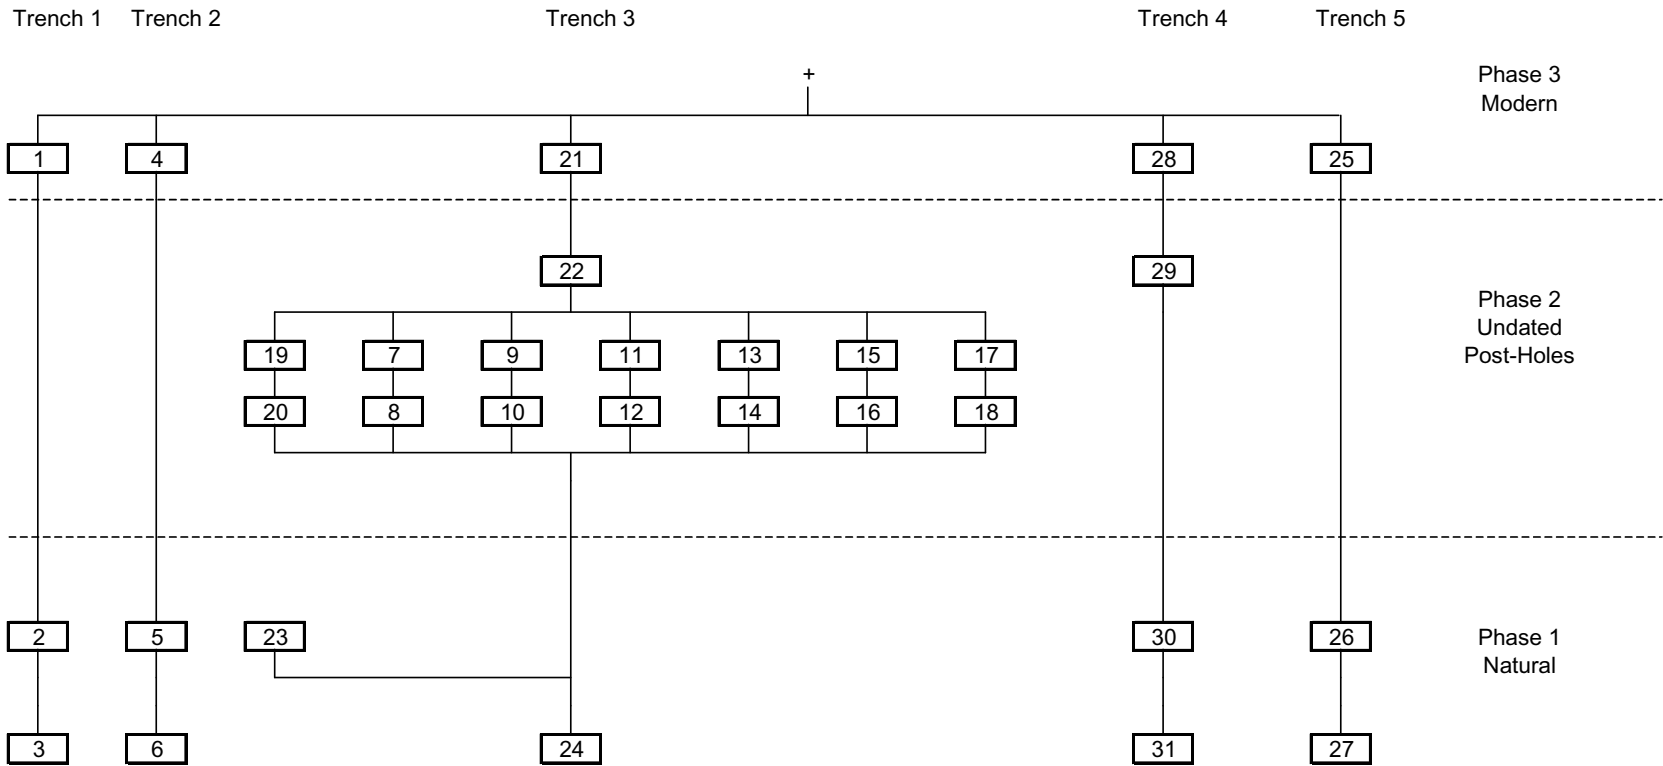 Trench 1 Trench 2 Trench 3 Trench 4 Trench 5
+
Phase 3
Modern
1 4 21 28 25
22 29
Phase 2
Undated
Post-Holes
19 7 9 11 13 15 17
20 8 10 12 14 16 18
2 5 23 30 26
Phase 1
Natural
3 6 24 31 27